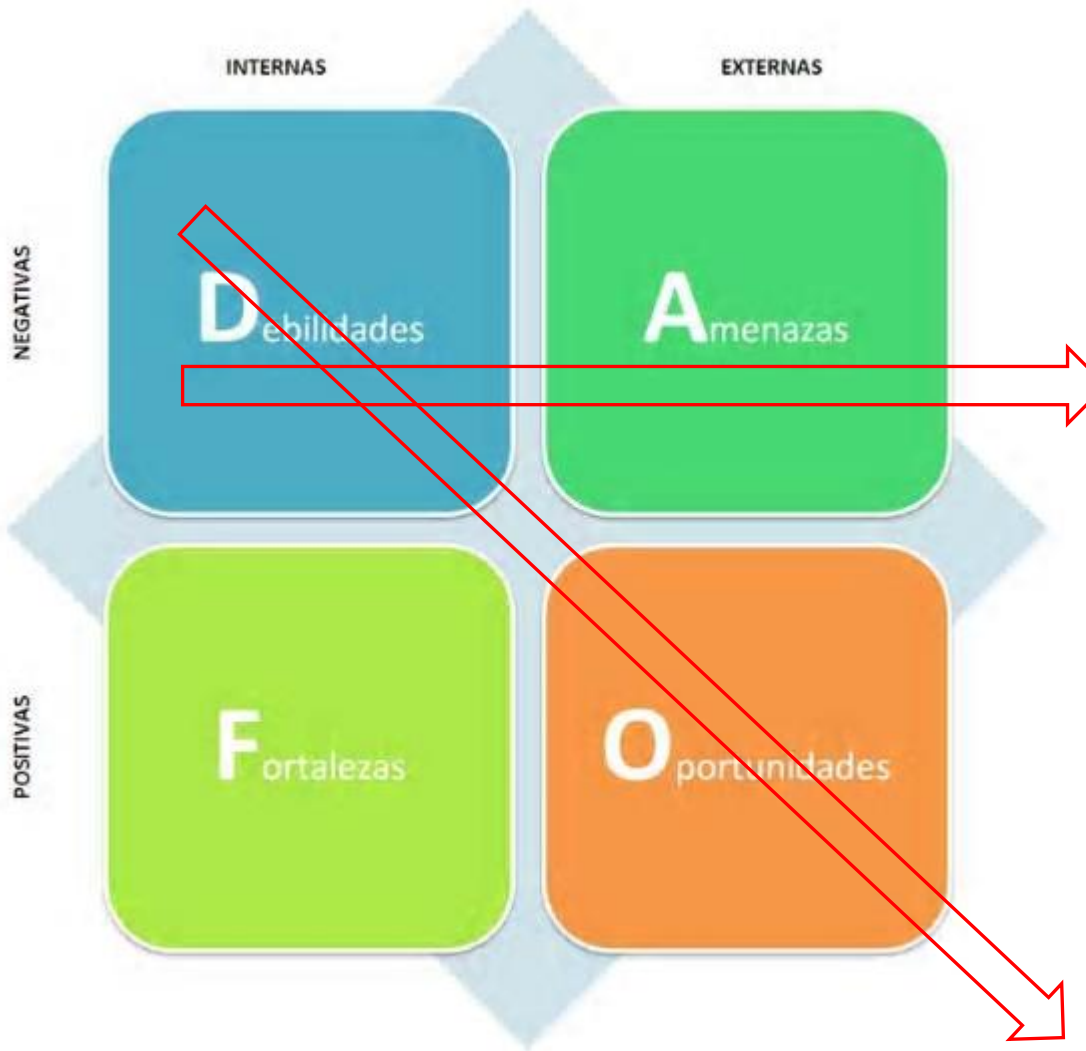 INTERNAS
EXTERNAS
NEGATIVAS
Debilidades
Amenazas
POSITIVAS
Fortalezas
Oportunidades